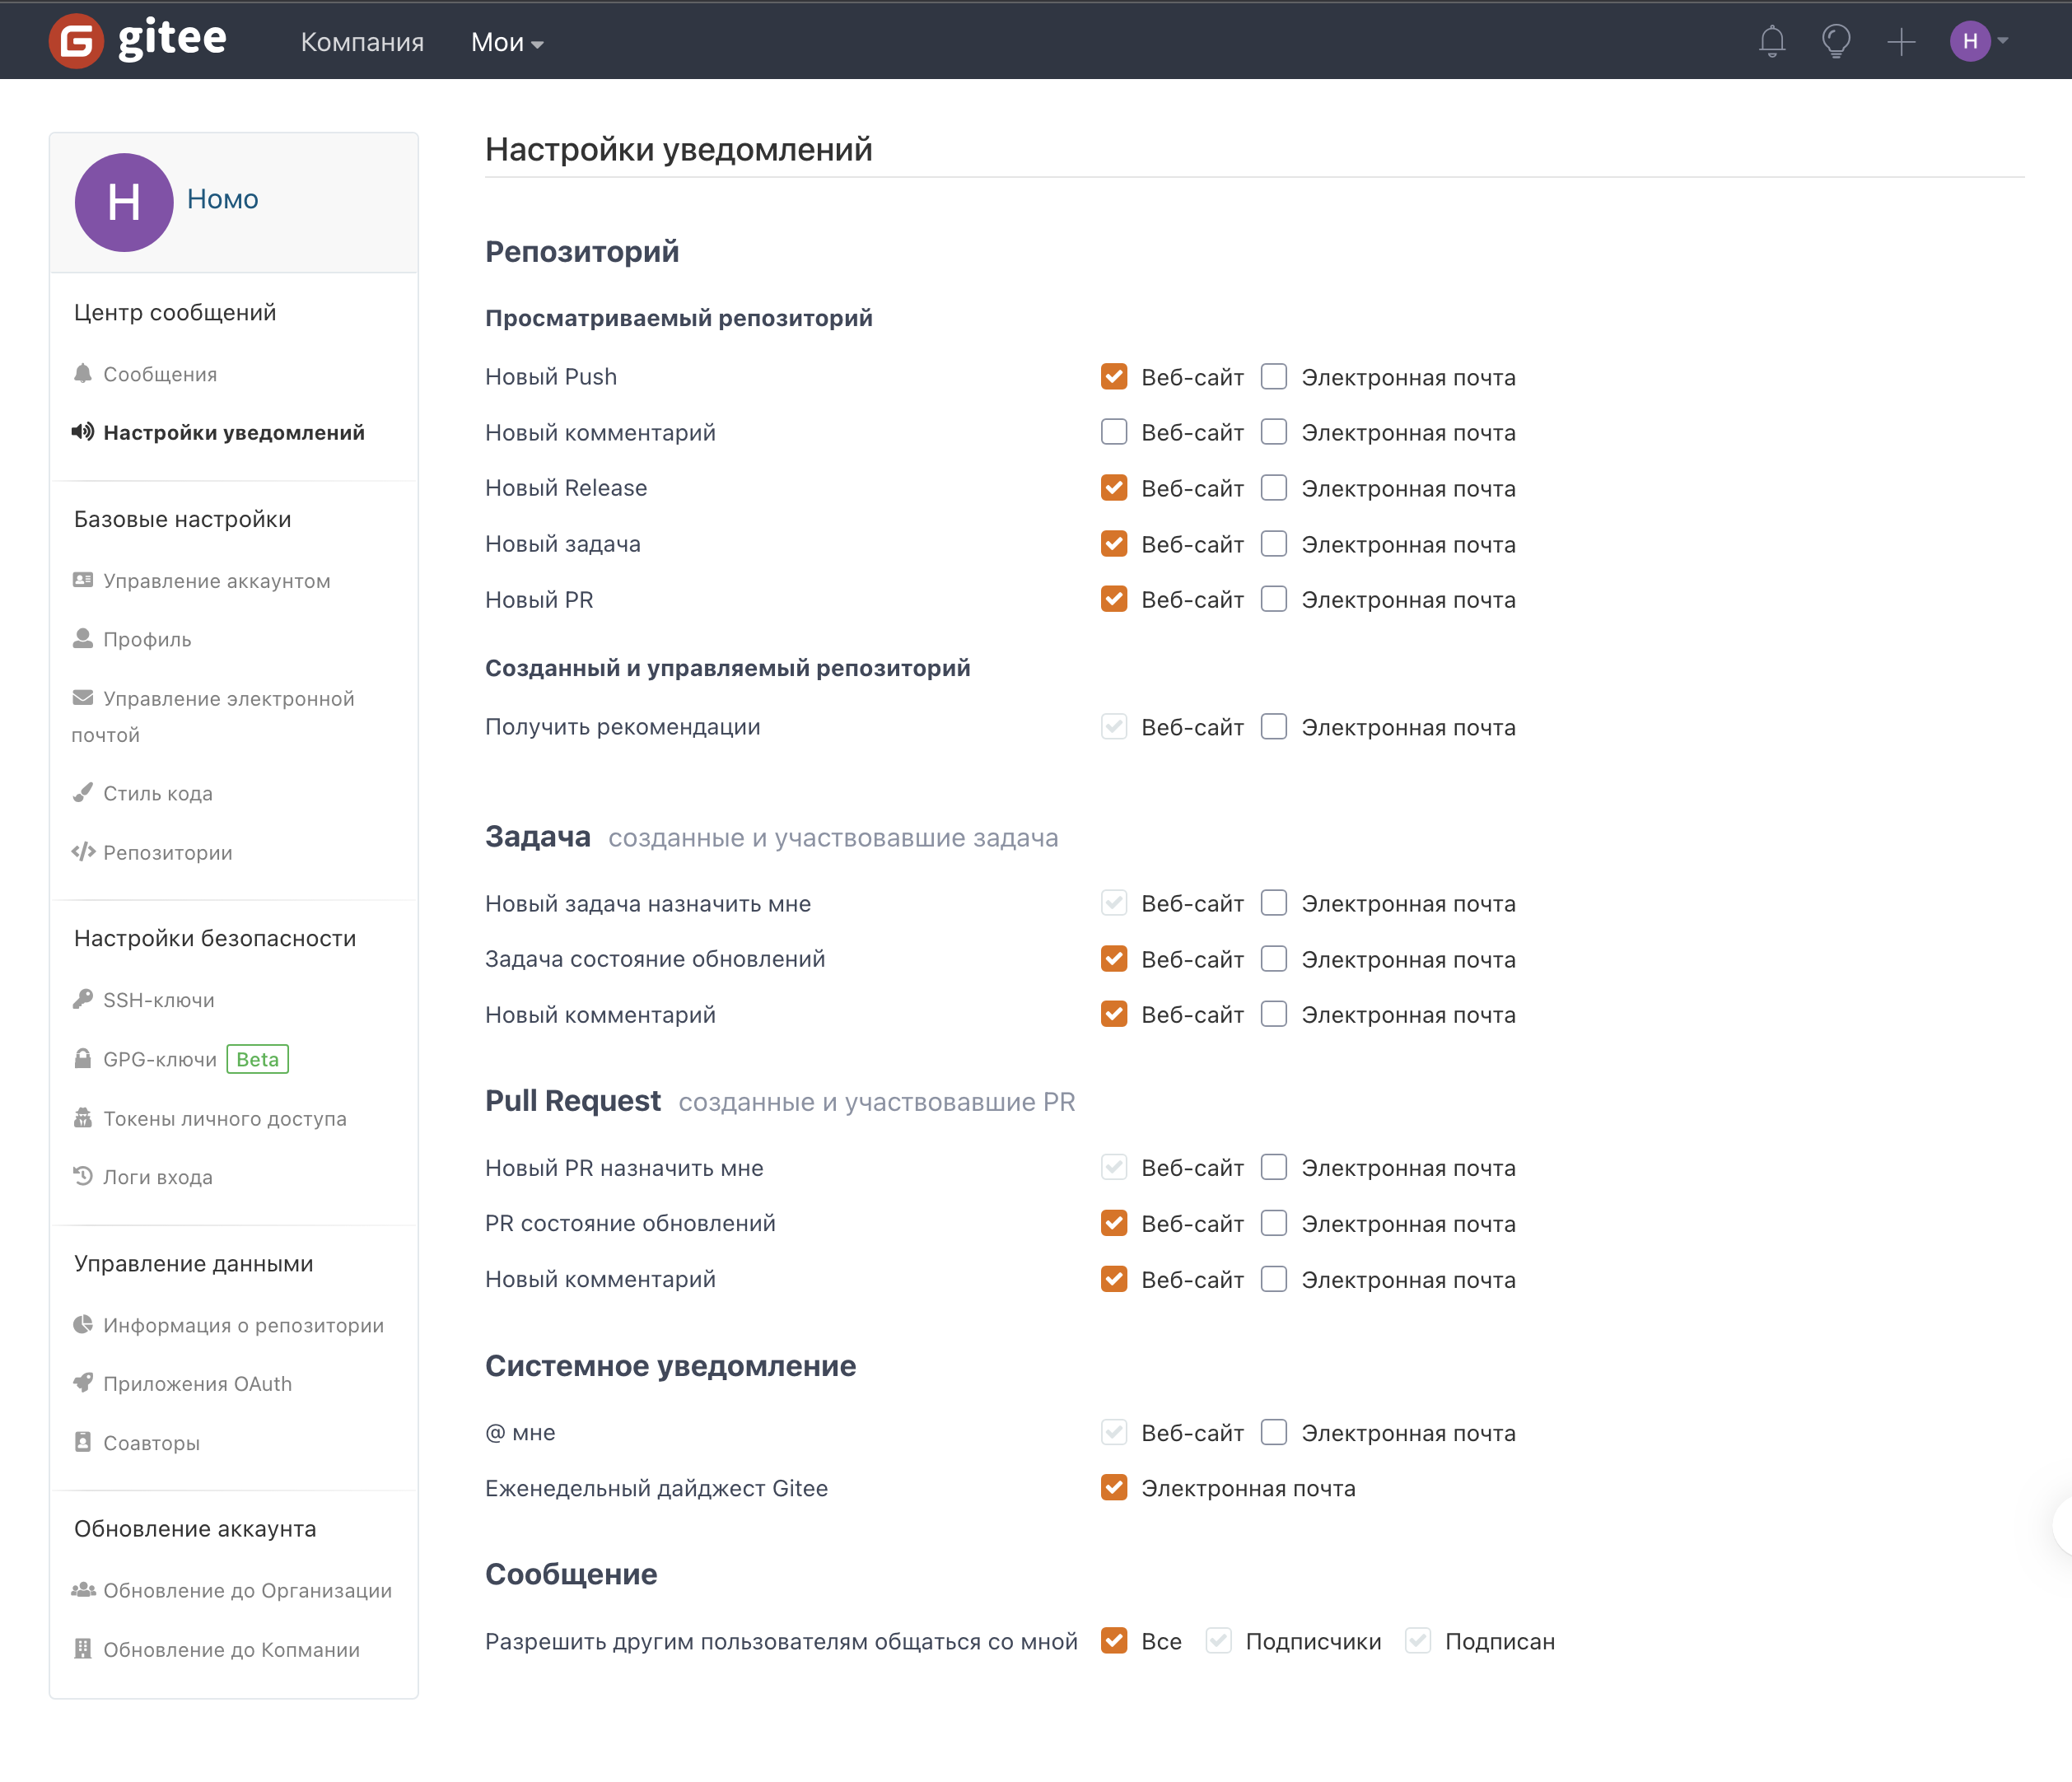 gitee Компания Мои H
H Номо
Центр сообщений
Сообщения
Настройки уведомлений
Базовые настройки
Управление аккаунтом
Профиль
Управление электронной
почтой
Стиль кода
Репозитории
Настройки безопасности
SSH-ключи
GPG-ключи Beta
Токены личного доступа
Логи входа
Управление данными
Информация о репозитории
Приложения OAuth
Соавторы
Обновление аккаунта
Обновление до Организации
Обновление до Копмании
Настройки уведомлений
Репозиторий
Просматриваемый репозиторий
Новый Push Веб-сайт Электронная почта
Новый комментарий Веб-сайт Электронная почта
Новый Release Веб-сайт Электронная почта
Новый задача Веб-сайт Электронная почта
Новый PR Веб-сайт Электронная почта
Созданный и управляемый репозиторий
Получить рекомендации Веб-сайт Электронная почта
Задача созданные и участвовавшие задача
Новый задача назначить мне Веб-сайт Электронная почта
Задача состояние обновлений Веб-сайт Электронная почта
Новый комментарий Веб-сайт Электронная почта
Pull Request созданные и участвовавшие PR
Новый PR назначить мне Веб-сайт Электронная почта
PR состояние обновлений Веб-сайт Электронная почта
Новый комментарий Веб-сайт Электронная почта
Системное уведомление
@ мне Веб-сайт Электронная почта
Еженедельный дайджест Gitee Электронная почта
Сообщение
Разрешить другим пользователям общаться со мной Все Подписчики Подписан